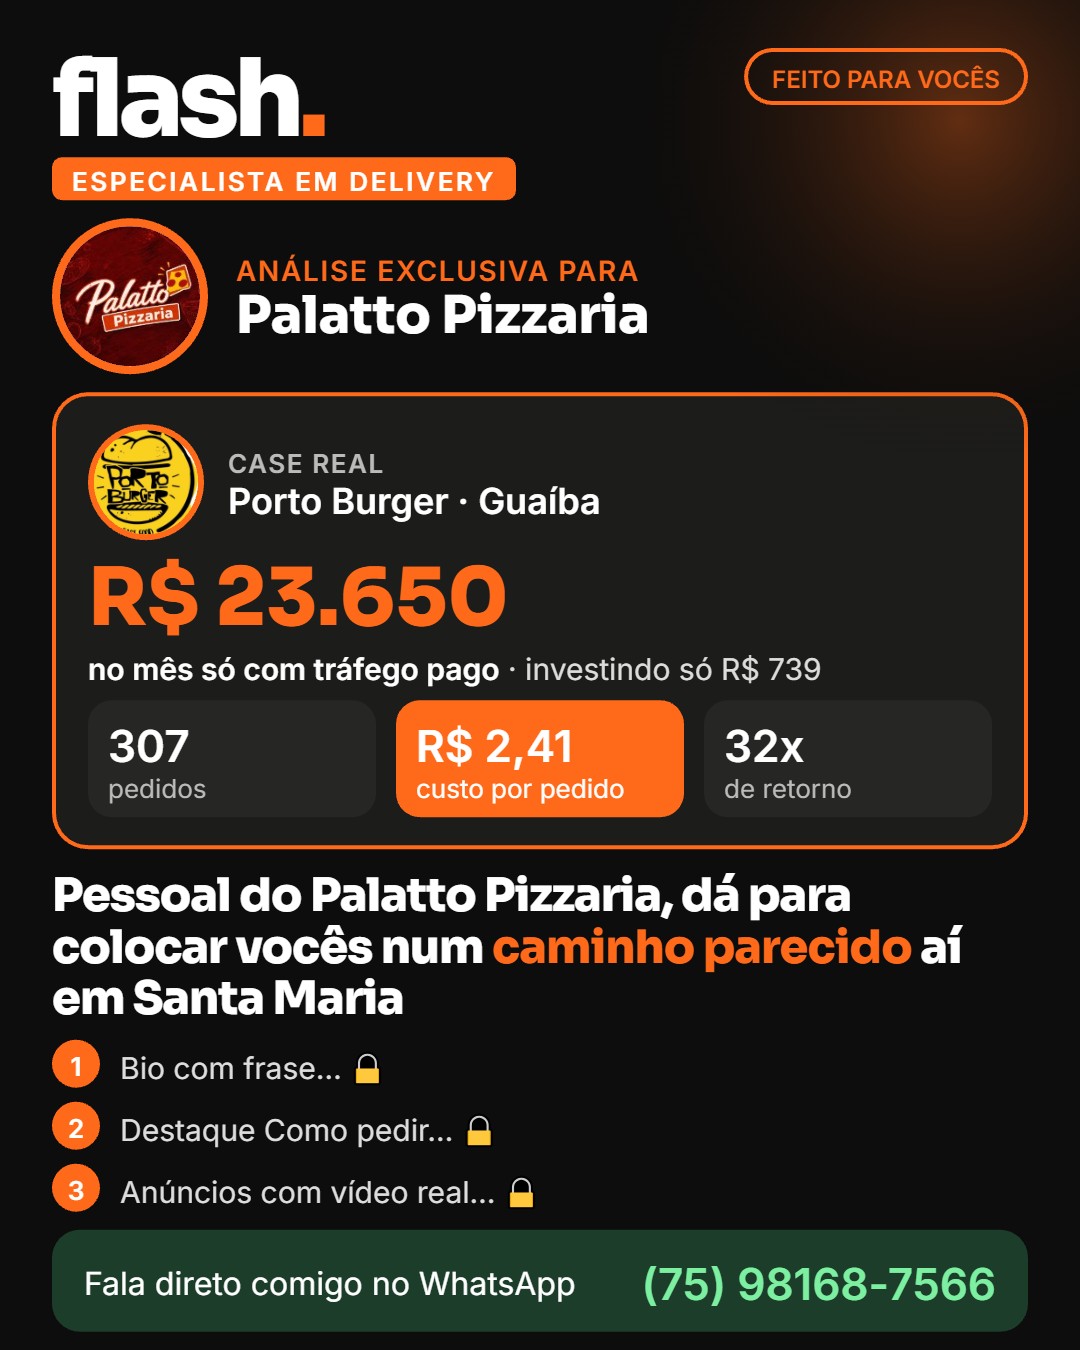 flash.
FEITO PARA VOCÊS
ESPECIALISTA EM DELIVERY
Palatto
Pizzaria
ANÁLISE EXCLUSIVA PARA
Palatto Pizzaria
PORTO
BURGER
CASE REAL
Porto Burger · Guaíba
R$ 23.650
no mês só com tráfego pago · investindo só R$ 739
307
pedidos
R$ 2,41
custo por pedido
32x
de retorno
Pessoal do Palatto Pizzaria, dá para
colocar vocês num caminho parecido aí
em Santa Maria
1 Bio com frase...
2 Destaque Como pedir...
3 Anúncios com vídeo real...
Fala direto comigo no WhatsApp (75) 98168-7566